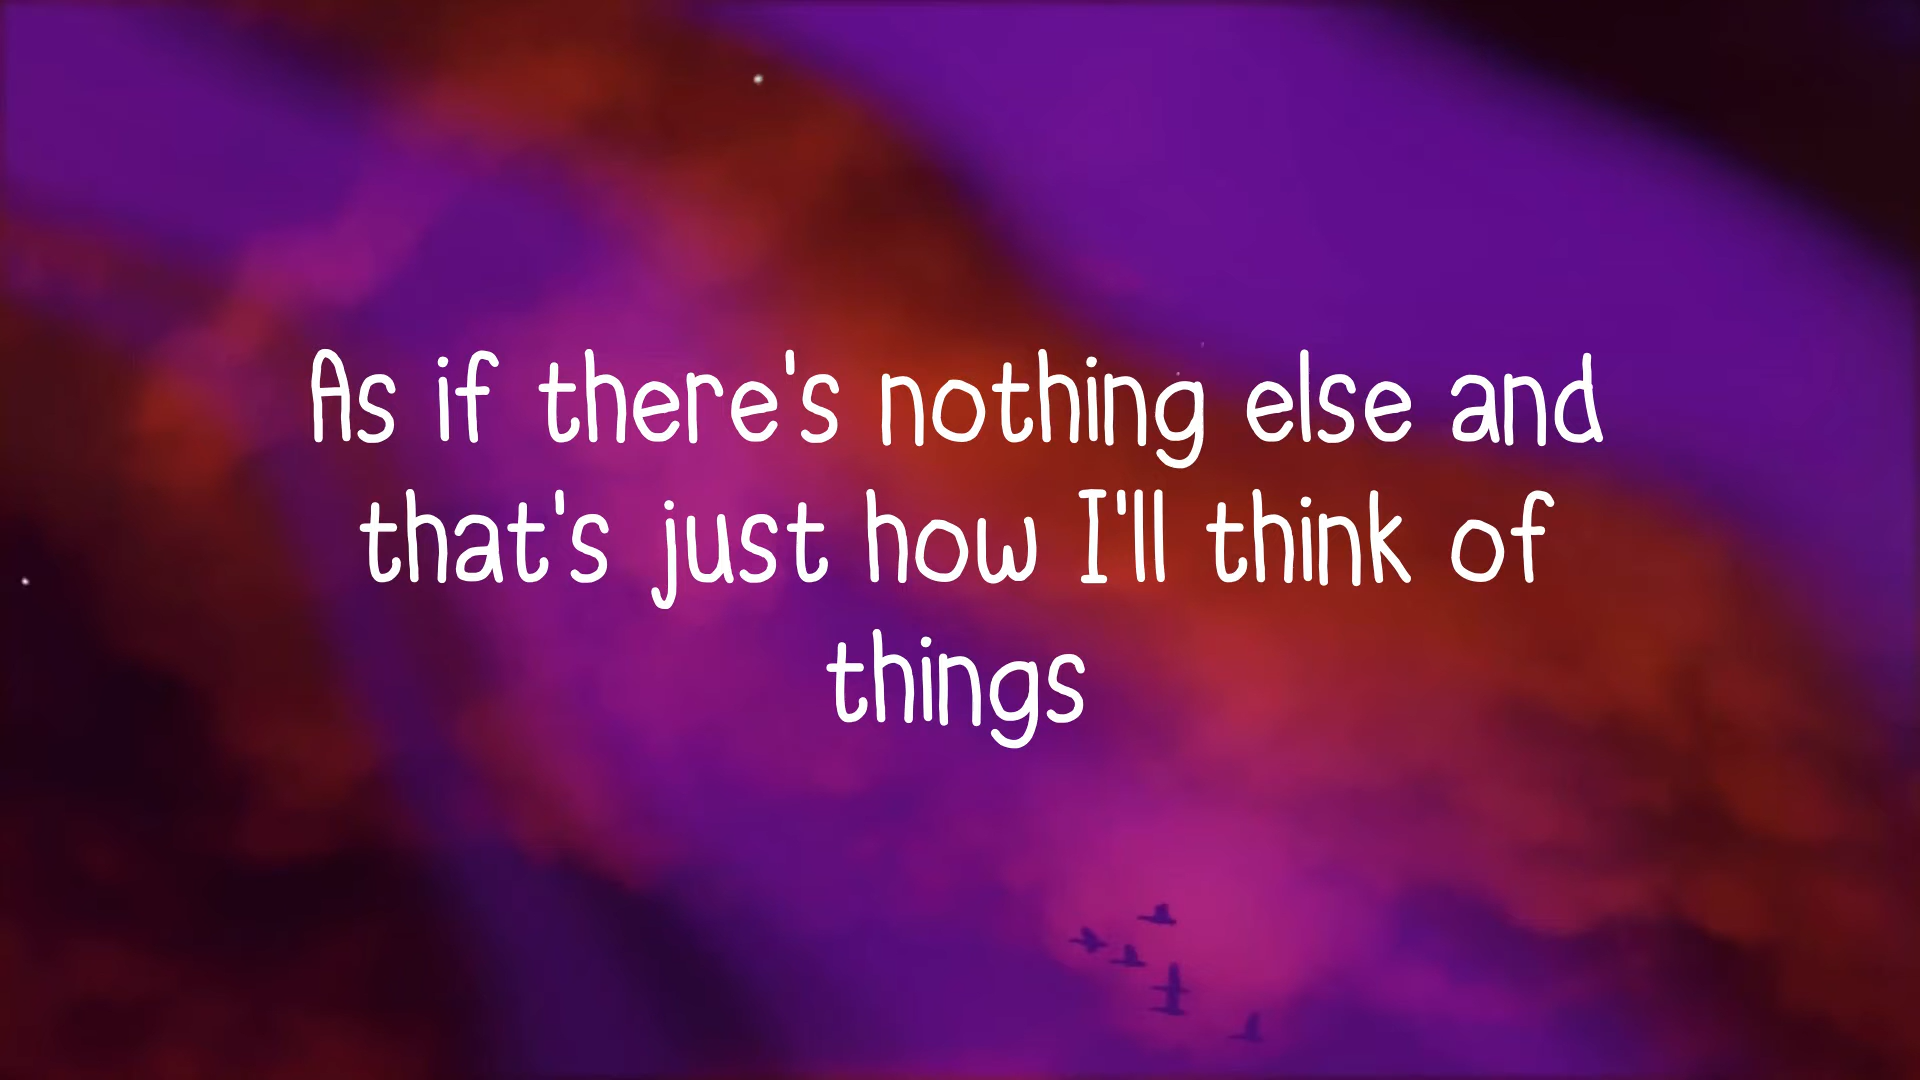 As if there's nothing else and
that's just how I'll think of
things